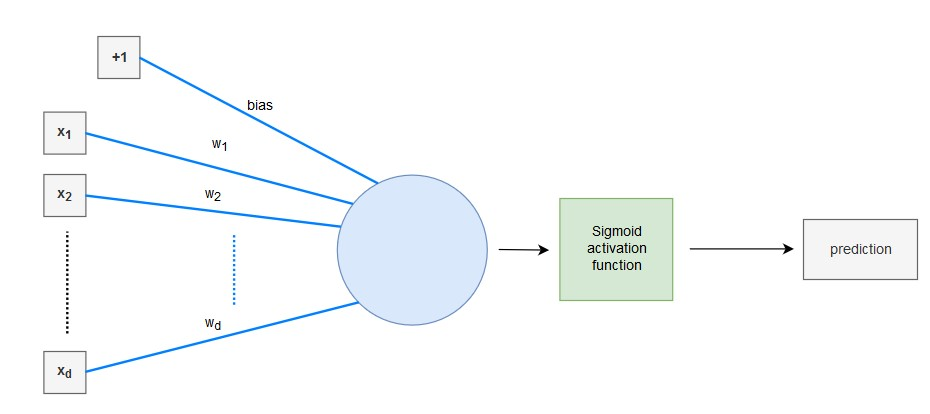 +1
bias
x1
w1
x2
w2
Sigmoid
activation
function
prediction
wd
xd